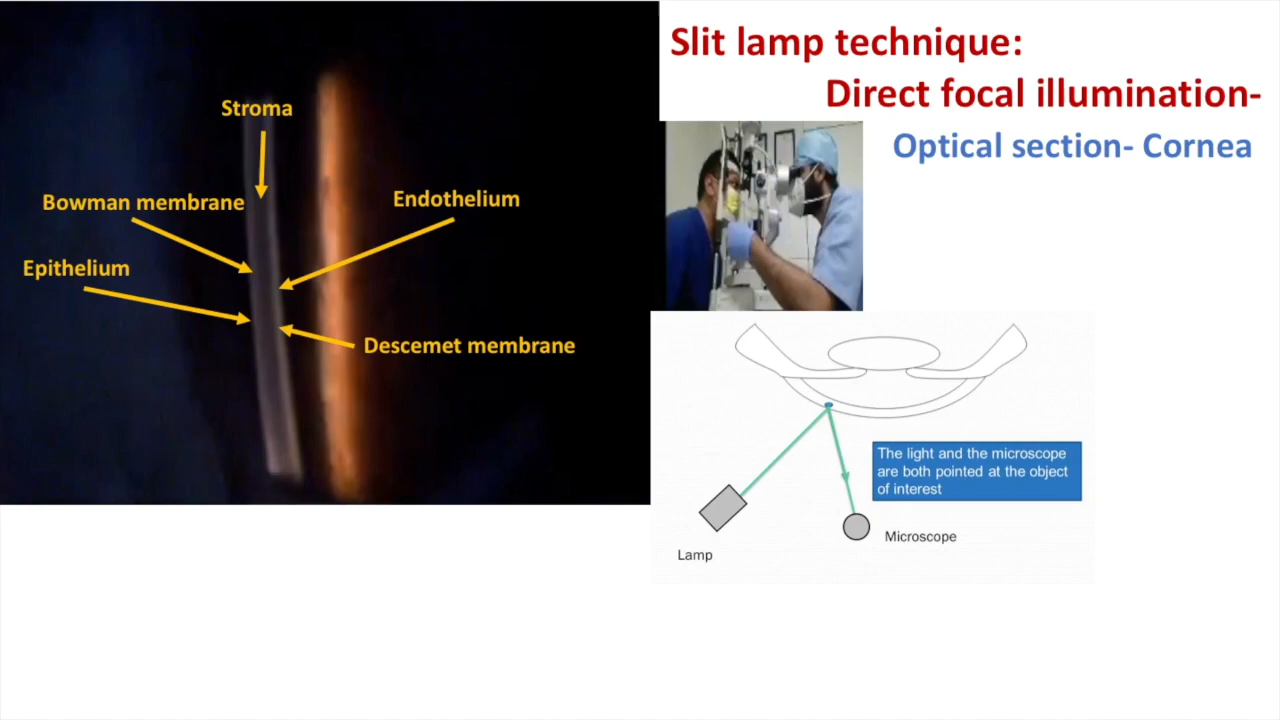 Slit lamp technique:
Direct focal illumination-
Optical section- Cornea
Stroma
Bowman membrane
Endothelium
Epithelium
Descemet membrane
The light and the microscope
are both pointed at the object
of interest
Lamp
Microscope